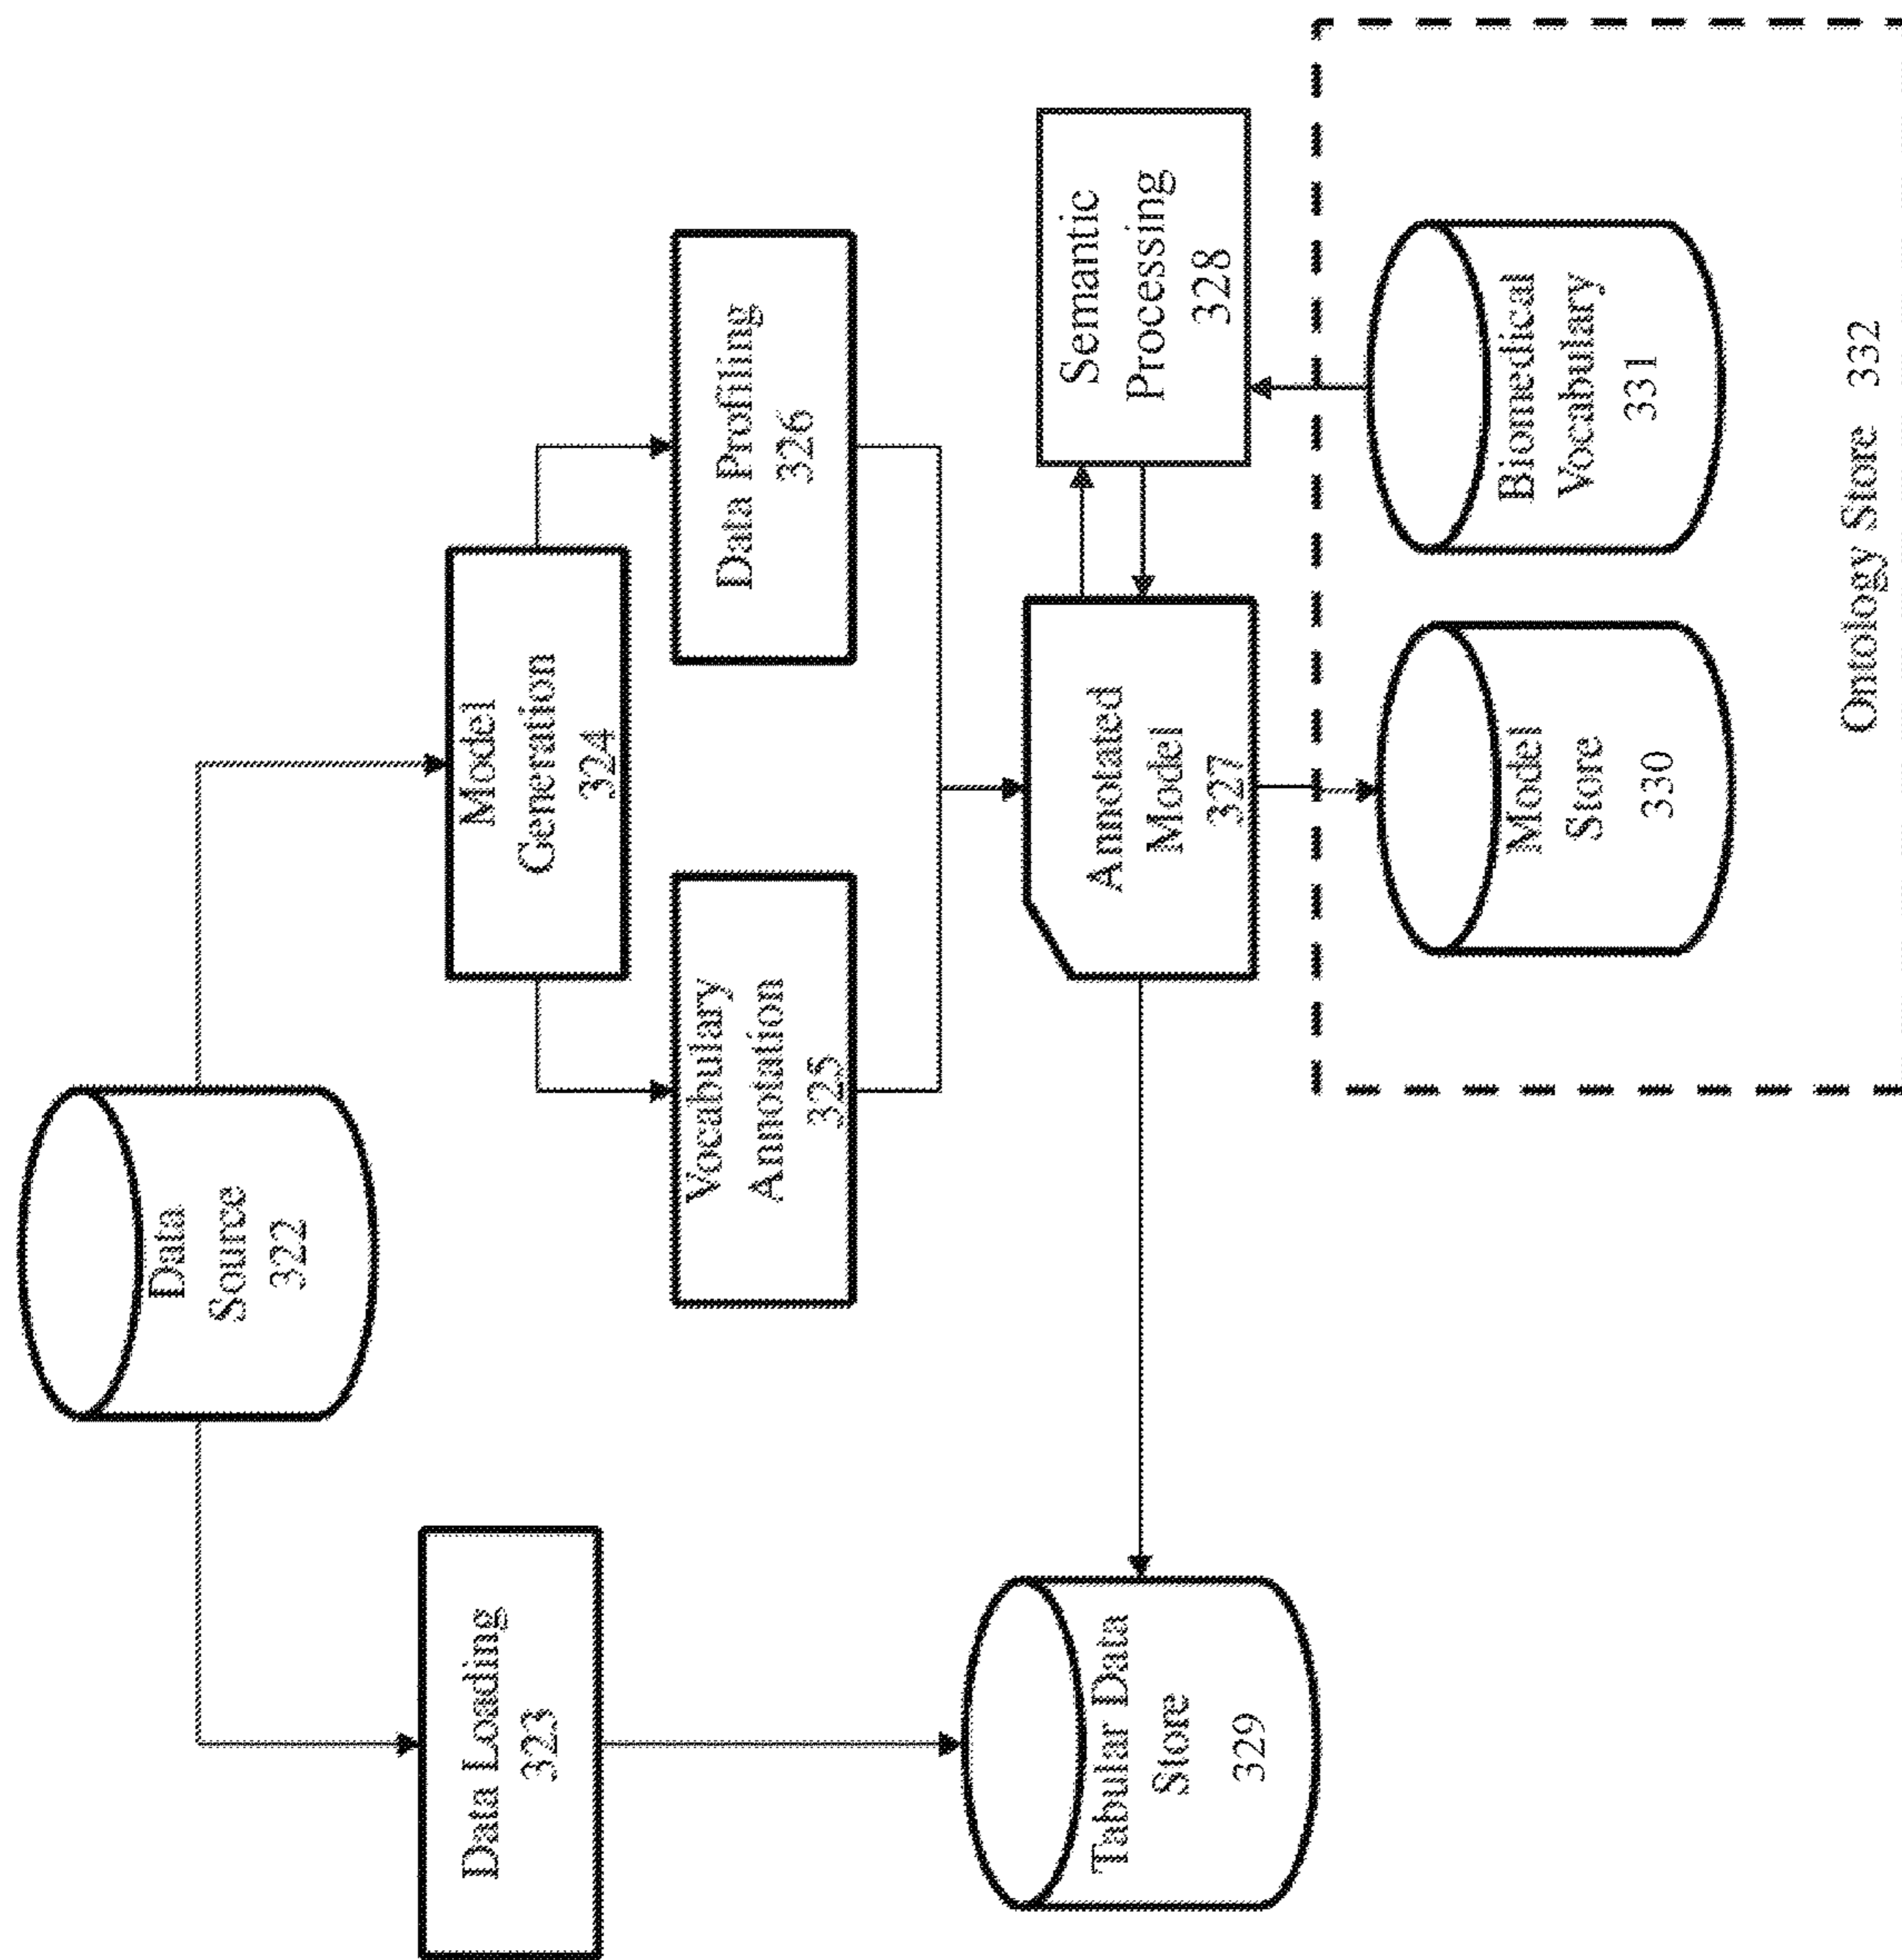 Data
Source
322
Data Loading
323
Model
Generation
324
Vocabulary
Annotation
325
Data Profiling
326
Annotated
Model
327
Semantic
Processing
328
Tabular Data
Store
329
Model
Store
330
Biomedical
Vocabulary
331
Ontology Store 332